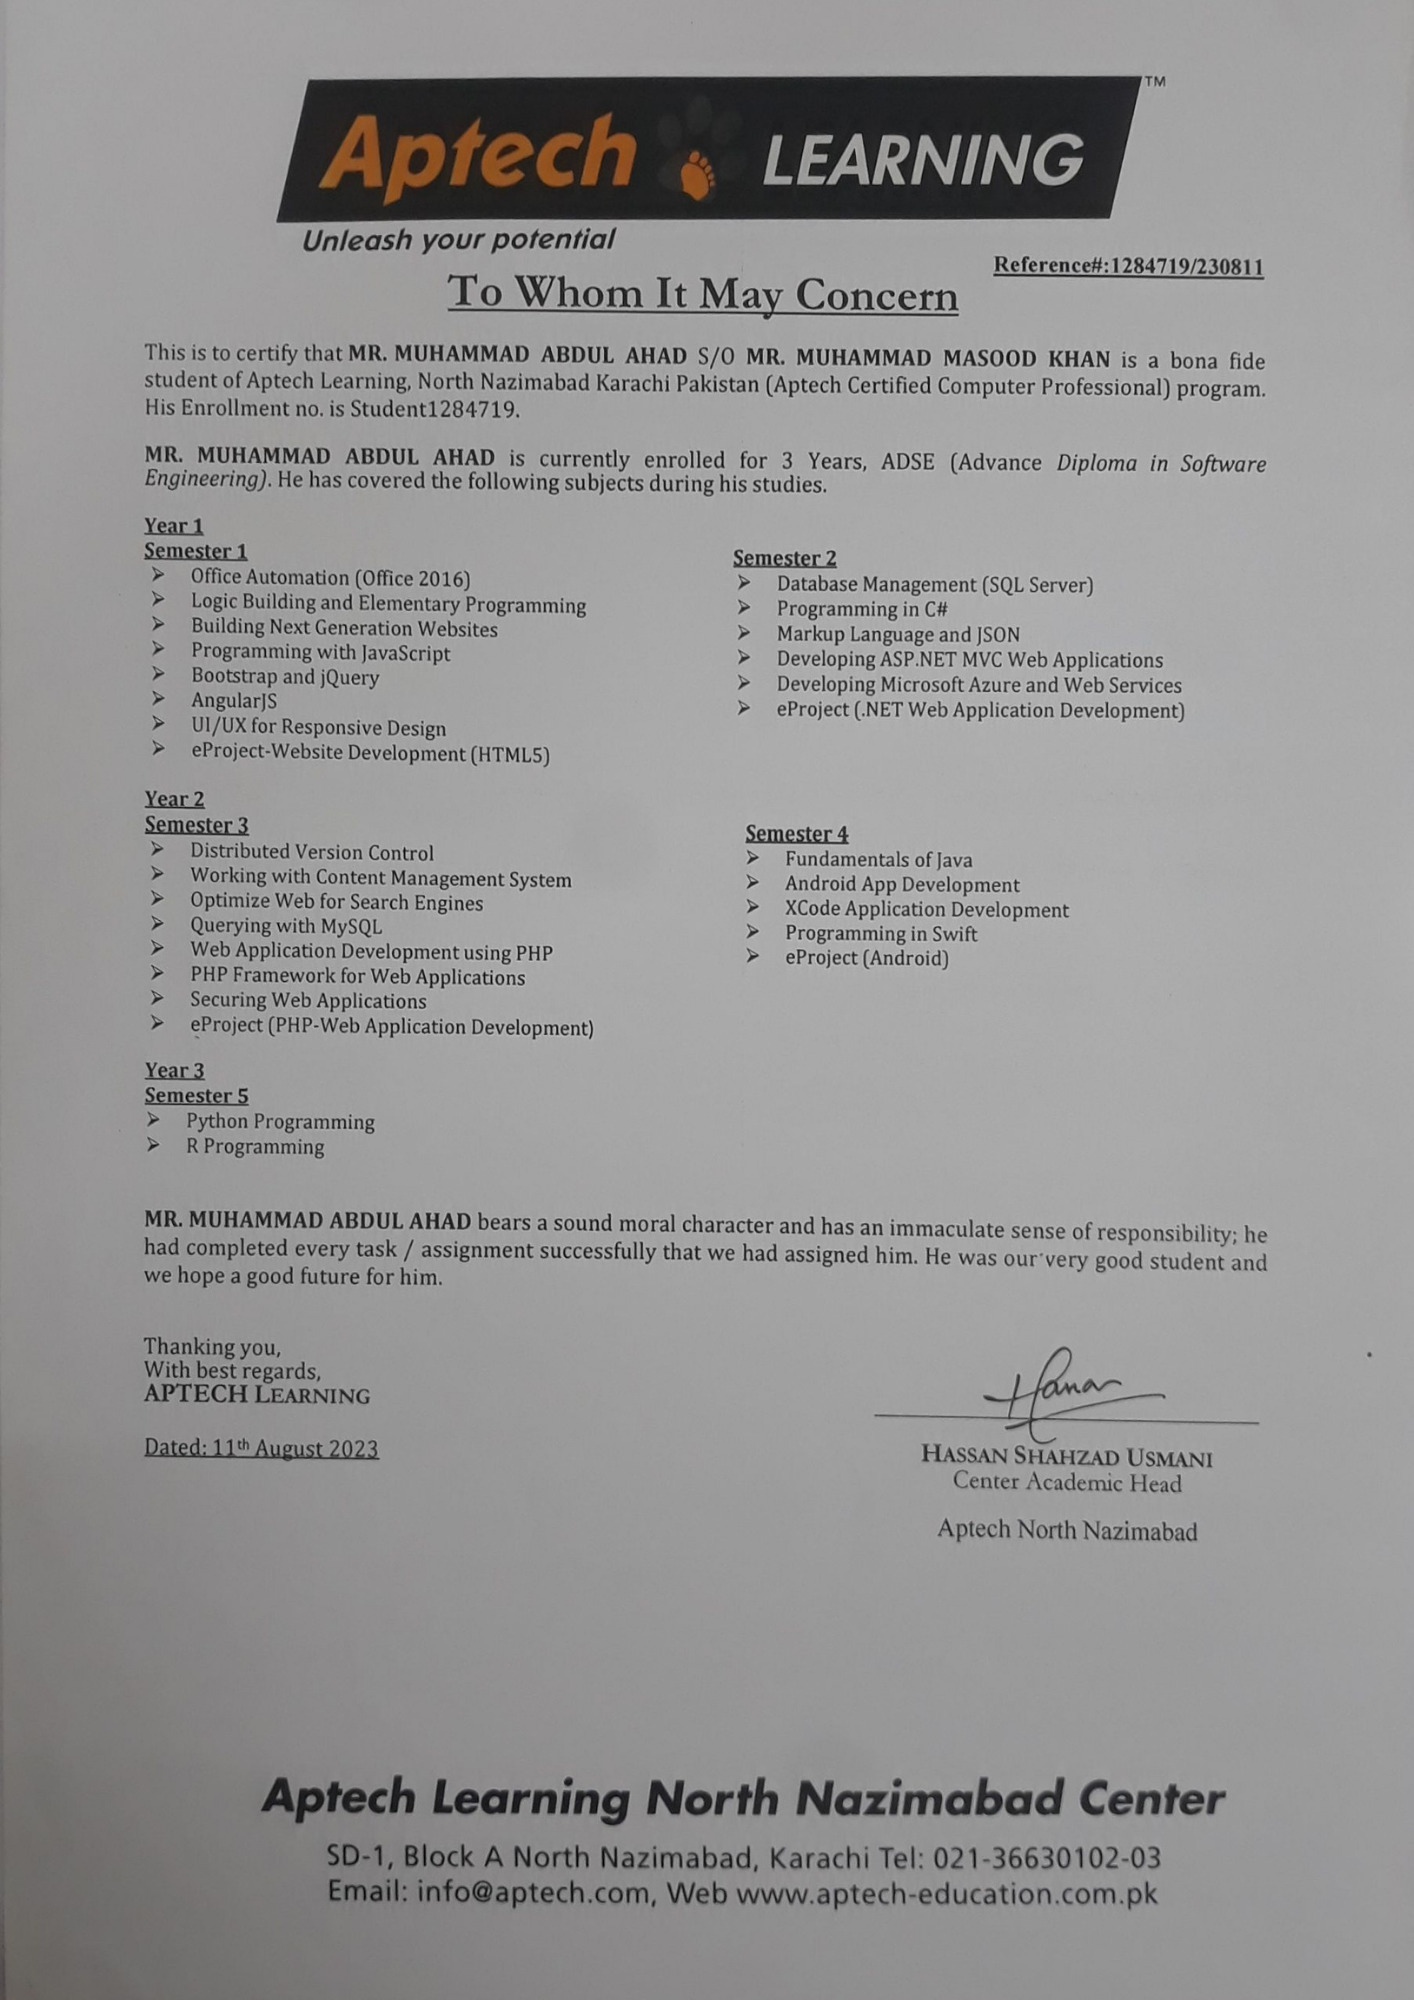 Aptech LEARNING ™
Unleash your potential
Reference#:1284719/230811
To Whom It May Concern
This is to certify that MR. MUHAMMAD ABDUL AHAD S/O MR. MUHAMMAD MASOOD KHAN is a bona fide
student of Aptech Learning, North Nazimabad Karachi Pakistan (Aptech Certified Computer Professional) program.
His Enrollment no. is Student1284719.
MR. MUHAMMAD ABDUL AHAD is currently enrolled for 3 Years, ADSE (Advance Diploma in Software
Engineering). He has covered the following subjects during his studies.
Year 1
Semester 1
➢ Office Automation (Office 2016)
➢ Logic Building and Elementary Programming
➢ Building Next Generation Websites
➢ Programming with JavaScript
➢ Bootstrap and jQuery
➢ AngularJS
➢ UI/UX for Responsive Design
➢ eProject-Website Development (HTML5)
Semester 2
➢ Database Management (SQL Server)
➢ Programming in C#
➢ Markup Language and JSON
➢ Developing ASP.NET MVC Web Applications
➢ Developing Microsoft Azure and Web Services
➢ eProject (.NET Web Application Development)
Year 2
Semester 3
➢ Distributed Version Control
➢ Working with Content Management System
➢ Optimize Web for Search Engines
➢ Querying with MySQL
➢ Web Application Development using PHP
➢ PHP Framework for Web Applications
➢ Securing Web Applications
➢ eProject (PHP-Web Application Development)
Semester 4
➢ Fundamentals of Java
➢ Android App Development
➢ XCode Application Development
➢ Programming in Swift
➢ eProject (Android)
Year 3
Semester 5
➢ Python Programming
➢ R Programming
MR. MUHAMMAD ABDUL AHAD bears a sound moral character and has an immaculate sense of responsibility; he
had completed every task / assignment successfully that we had assigned him. He was our very good student and
we hope a good future for him.
Thanking you,
With best regards,
APTECH LEARNING
Dated: 11th August 2023
HASSAN SHAHZAD USMANI
Center Academic Head
Aptech North Nazimabad
Aptech Learning North Nazimabad Center
SD-1, Block A North Nazimabad, Karachi Tel: 021-36630102-03
Email: info@aptech.com, Web www.aptech-education.com.pk